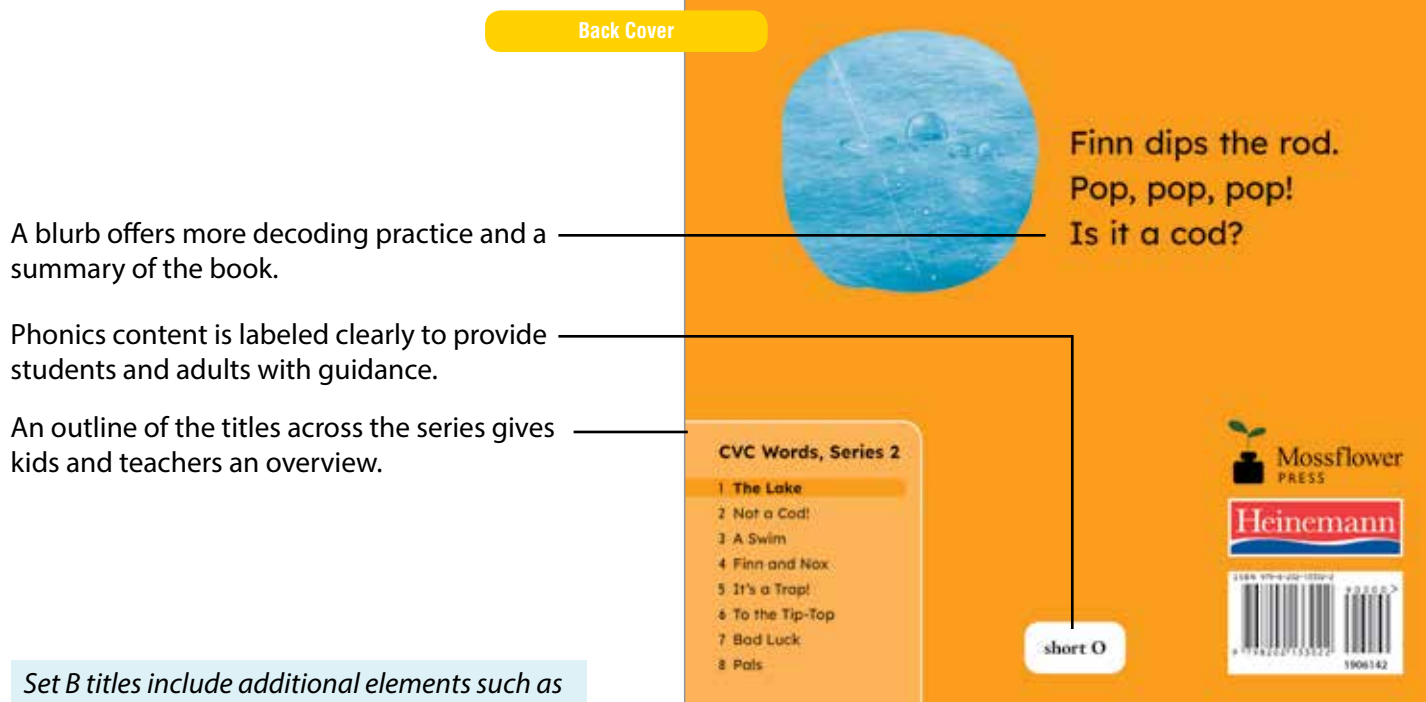 Back Cover
Finn dips the rod.
Pop, pop, pop!
Is it a cod?
A blurb offers more decoding practice and a
summary of the book.
Phonics content is labeled clearly to provide
students and adults with guidance.
An outline of the titles across the series gives
kids and teachers an overview.
CVC Words, Series 2
1 The Lake
2 Not a Cod!
3 A Swim
4 Finn and Nox
5 It's a Trap!
6 To the Tip-Top
7 Bad Luck
8 Pals
short O
Mossflower
PRESS
Heinemann
ISBN
90000>
1906142
Set B titles include additional elements such as